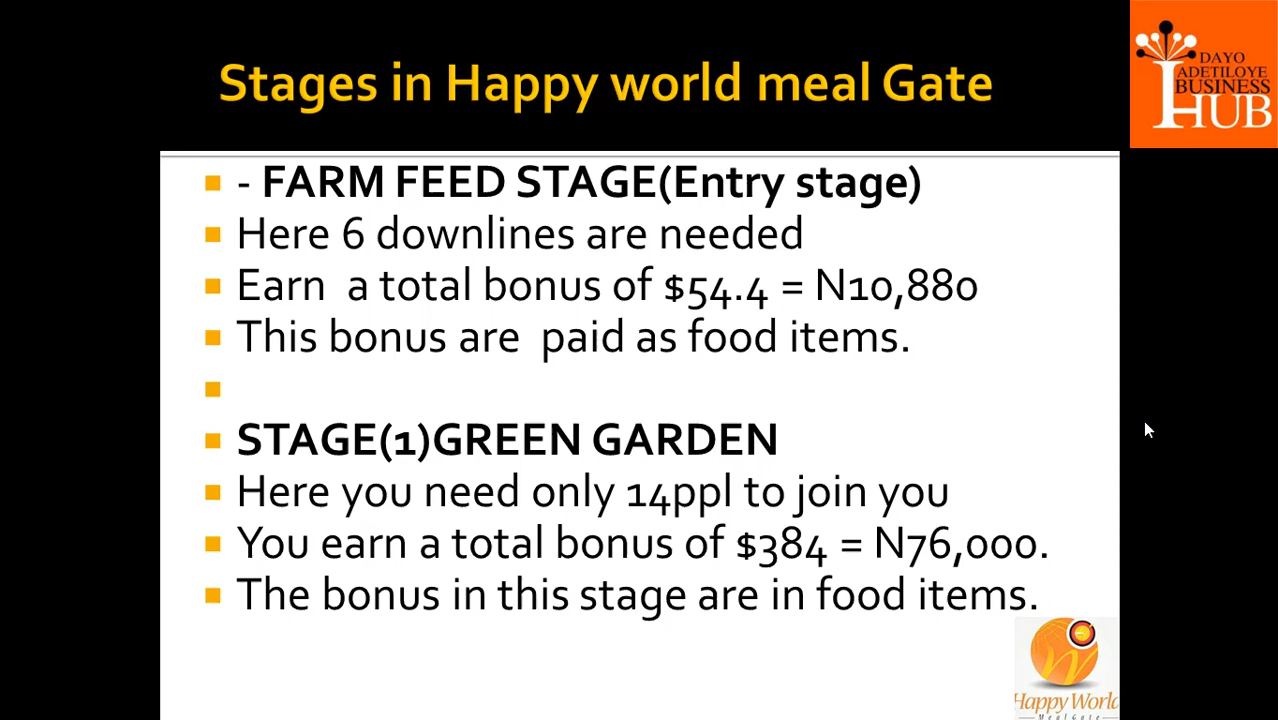 Stages in Happy world meal Gate
DAYO
ADETILOYE
BUSINESS
HUB
- FARM FEED STAGE(Entry stage)
Here 6 downlines are needed
Earn a total bonus of $54.4 = N10,880
This bonus are paid as food items.
STAGE(1)GREEN GARDEN
Here you need only 14ppl to join you
You earn a total bonus of $384 = N76,000.
The bonus in this stage are in food items.
Happy World
MealGate